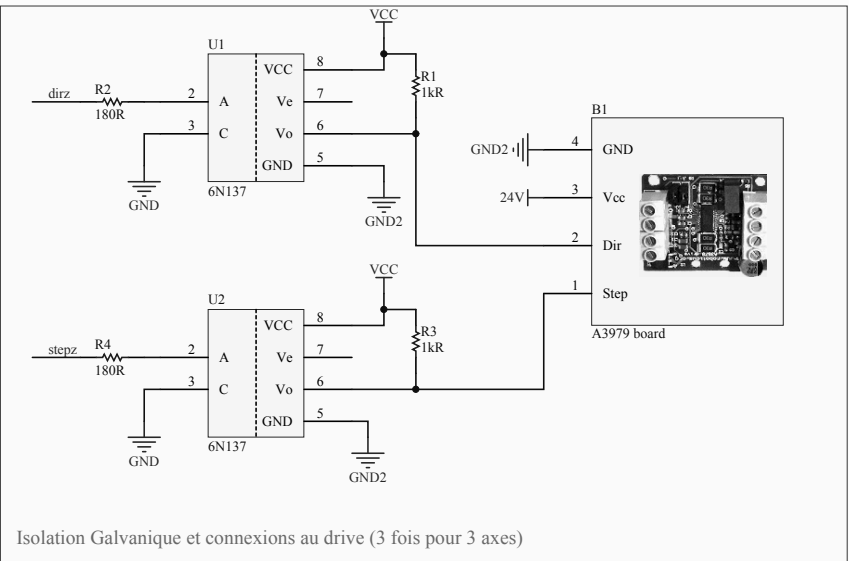 VCC
U1
VCC
8
R1
1kR
dirz
R2
180R
2
A
Ve
7
3
C
Vo
6
GND
5
6N137
GND
GND2
B1
GND2
4
GND
24V
3
Vcc
2
Dir
1
Step
A3979 board
VCC
U2
VCC
8
R3
1kR
stepz
R4
180R
2
A
Ve
7
3
C
Vo
6
GND
5
6N137
GND
GND2
Isolation Galvanique et connexions au drive (3 fois pour 3 axes)